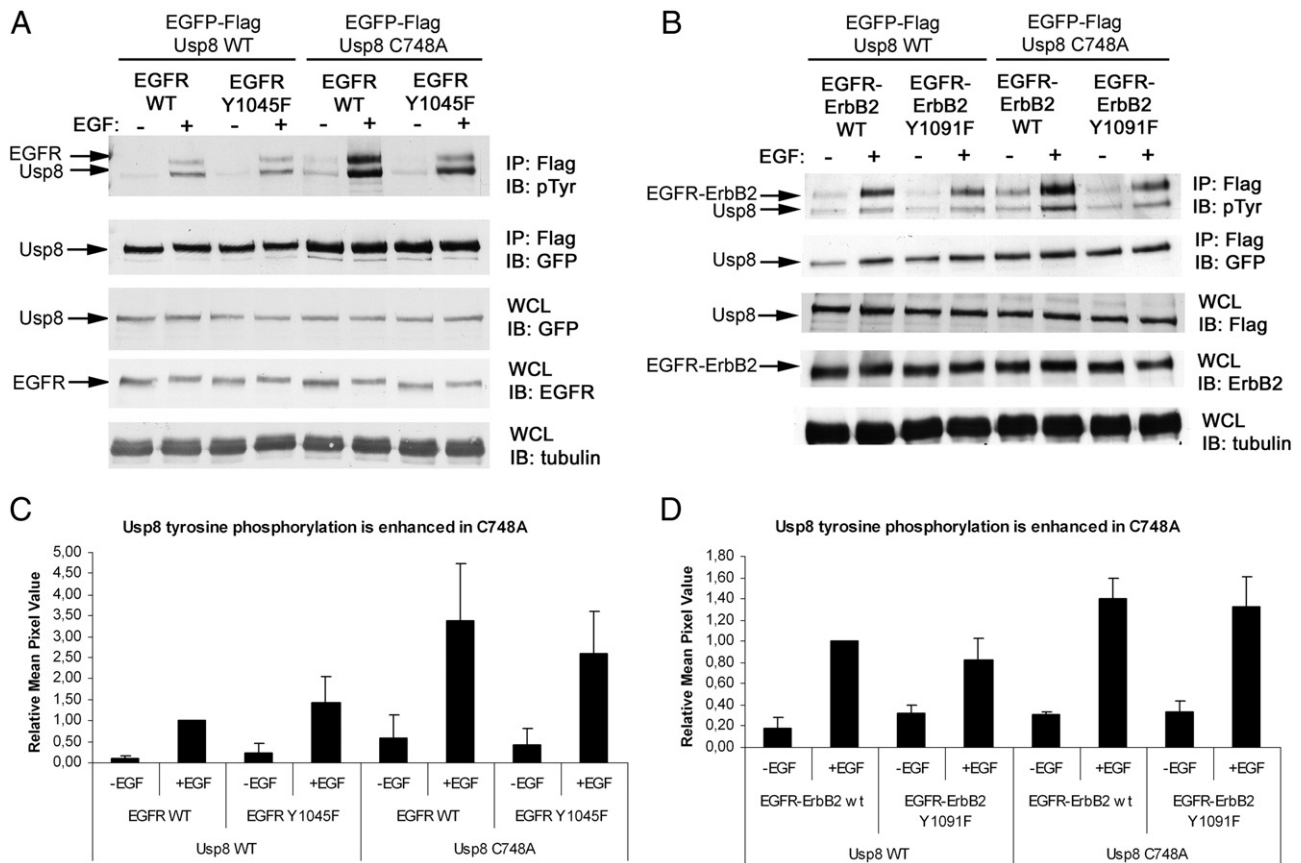 A
EGFP-Flag
Usp8 WT
EGFP-Flag
Usp8 C748A
EGFR
WT
EGFR
Y1045F
EGFR
WT
EGFR
Y1045F
EGF: - + - + - + - +
EGFR
Usp8
IP: Flag
IB: pTyr
Usp8
IP: Flag
IB: GFP
Usp8
WCL
IB: GFP
EGFR
WCL
IB: EGFR
WCL
IB: tubulin
B
EGFP-Flag
Usp8 WT
EGFP-Flag
Usp8 C748A
EGFR-
ErbB2
WT
EGFR-
ErbB2
Y1091F
EGFR-
ErbB2
WT
EGFR-
ErbB2
Y1091F
EGF: - + - + - + - +
EGFR-ErbB2
Usp8
IP: Flag
IB: pTyr
Usp8
IP: Flag
IB: GFP
Usp8
WCL
IB: Flag
EGFR-ErbB2
WCL
IB: ErbB2
WCL
IB: tubulin
C
Usp8 tyrosine phosphorylation is enhanced in C748A
Relative Mean Pixel Value
5,00
4,50
4,00
3,50
3,00
2,50
2,00
1,50
1,00
0,50
0,00
-EGF +EGF -EGF +EGF -EGF +EGF -EGF +EGF
EGFR WT EGFR Y1045F EGFR WT EGFR Y1045F
Usp8 WT Usp8 C748A
D
Usp8 tyrosine phosphorylation is enhanced in C748A
Relative Mean Pixel Value
1,80
1,60
1,40
1,20
1,00
0,80
0,60
0,40
0,20
0,00
-EGF +EGF -EGF +EGF -EGF +EGF -EGF +EGF
EGFR-ErbB2 wt EGFR-ErbB2 Y1091F EGFR-ErbB2 wt EGFR-ErbB2 Y1091F
Usp8 WT Usp8 C748A